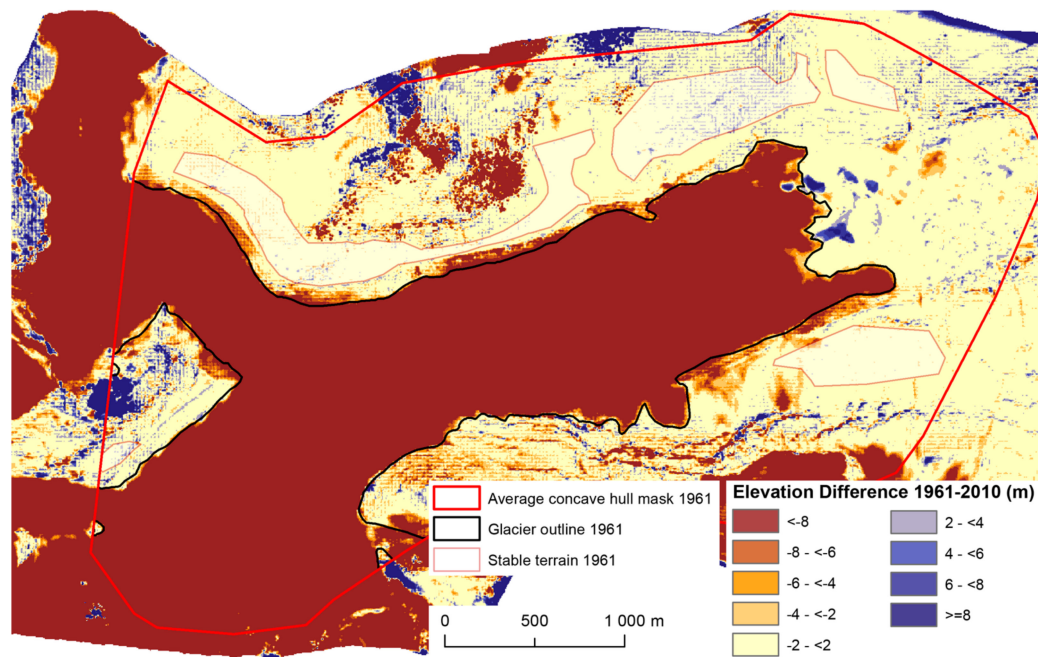 Average concave hull mask 1961
Glacier outline 1961
Stable terrain 1961
0 500 1 000 m
Elevation Difference 1961-2010 (m)
<-8 2 - <4
-8 - <-6 4 - <6
-6 - <-4 6 - <8
-4 - <-2 >=8
-2 - <2